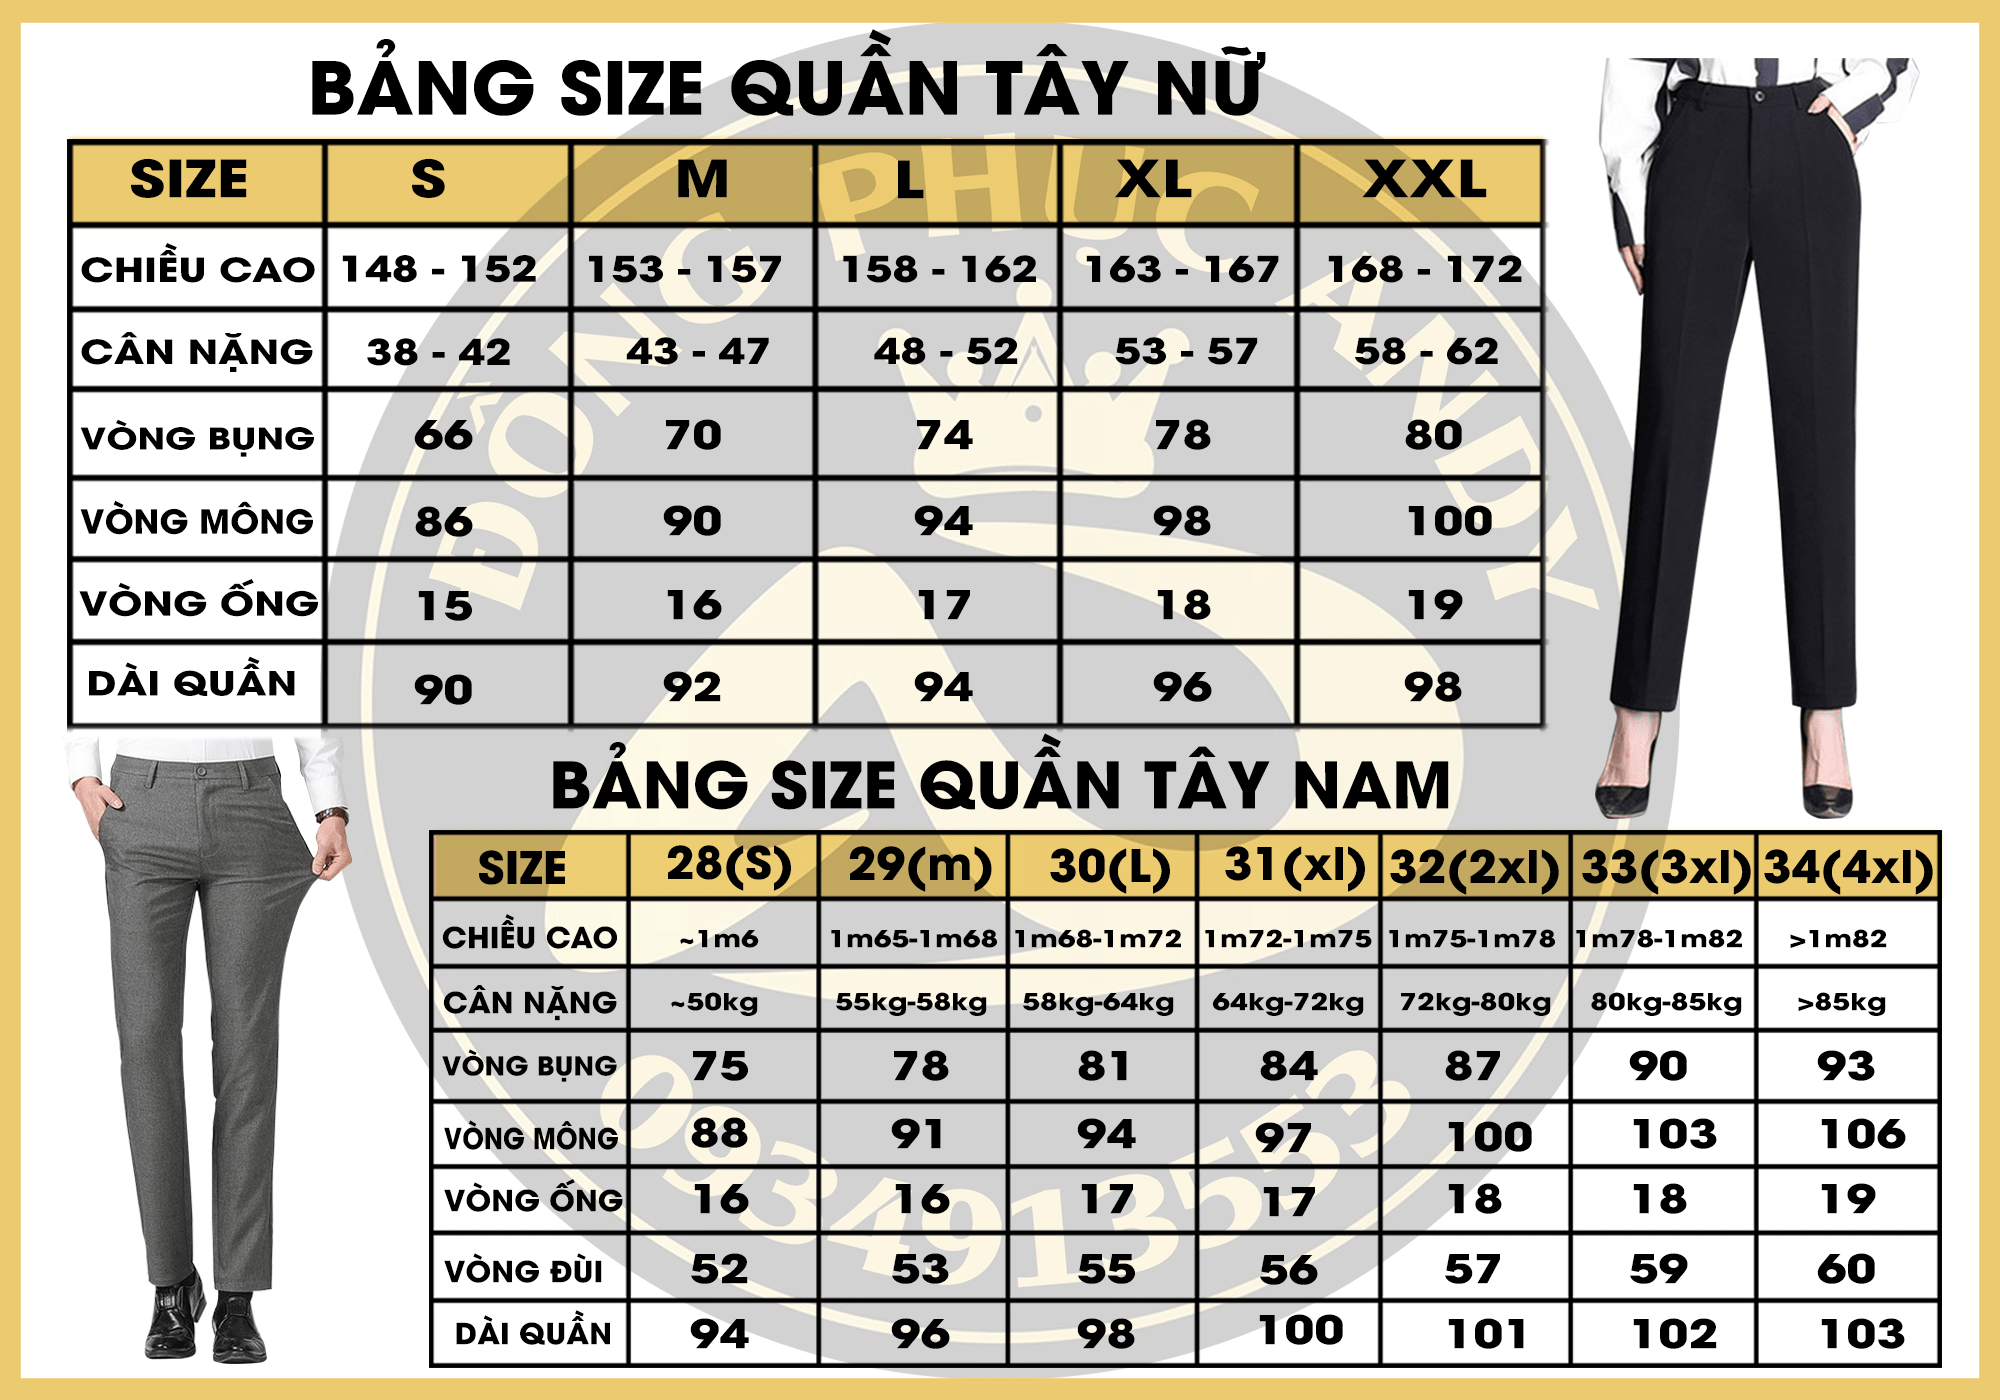 BẢNG SIZE QUẦN TÂY NỮ
SIZE S M L XL XXL
CHIỀU CAO 148 - 152 153 - 157 158 - 162 163 - 167 168 - 172
CÂN NẶNG 38 - 42 43 - 47 48 - 52 53 - 57 58 - 62
VÒNG BỤNG 66 70 74 78 80
VÒNG MÔNG 86 90 94 98 100
VÒNG ỐNG 15 16 17 18 19
DÀI QUẦN 90 92 94 96 98
BẢNG SIZE QUẦN TÂY NAM
SIZE 28(S) 29(m) 30(L) 31(xl) 32(2xl) 33(3xl) 34(4xl)
CHIỀU CAO ~1m6 1m65-1m68 1m68-1m72 1m72-1m75 1m75-1m78 1m78-1m82 >1m82
CÂN NẶNG ~50kg 55kg-58kg 58kg-64kg 64kg-72kg 72kg-80kg 80kg-85kg >85kg
VÒNG BỤNG 75 78 81 84 87 90 93
VÒNG MÔNG 88 91 94 97 100 103 106
VÒNG ỐNG 16 16 17 17 18 18 19
VÒNG ĐÙI 52 53 55 56 57 59 60
DÀI QUẦN 94 96 98 100 101 102 103
ĐỒNG PHỤC ANDY
0934913553